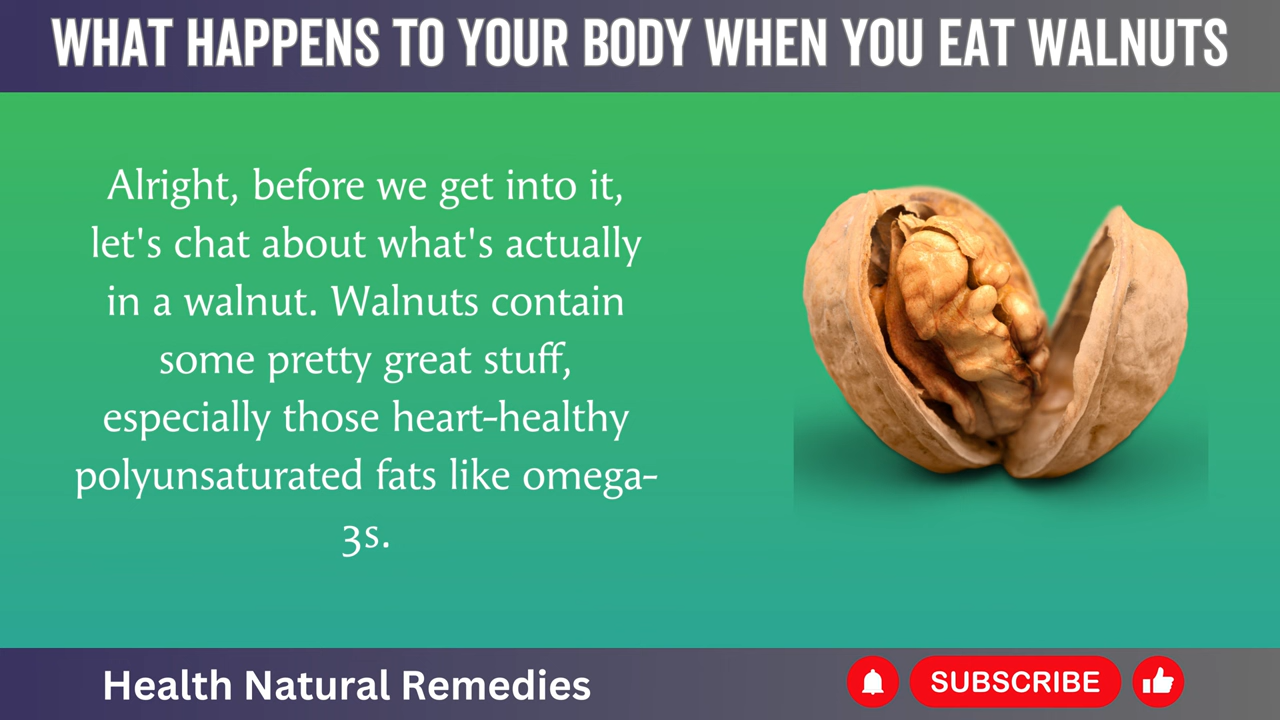 WHAT HAPPENS TO YOUR BODY WHEN YOU EAT WALNUTS
Alright, before we get into it,
let's chat about what's actually
in a walnut. Walnuts contain
some pretty great stuff,
especially those heart-healthy
polyunsaturated fats like omega-
3s.
Health Natural Remedies
SUBSCRIBE